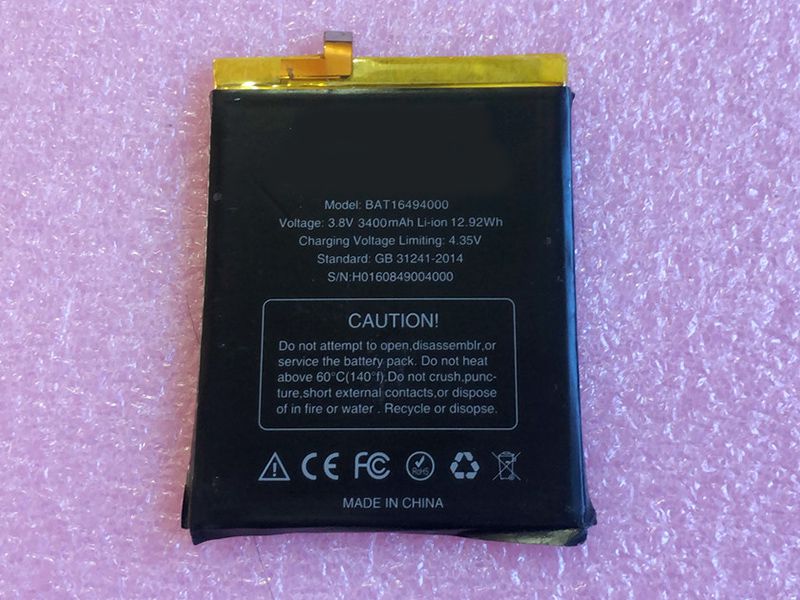 Model: BAT16494000
Voltage: 3.8V 3400mAh Li-ion 12.92Wh
Charging Voltage Limiting: 4.35V
Standard: GB 31241-2014
S/N:H0160849004000
CAUTION!
Do not attempt to open,disassemblr,or
service the battery pack. Do not heat
above 60°C(140°f).Do not crush,punc-
ture,short external contacts,or dispose
of in fire or water . Recycle or disopse.
CE FC RoHS
MADE IN CHINA